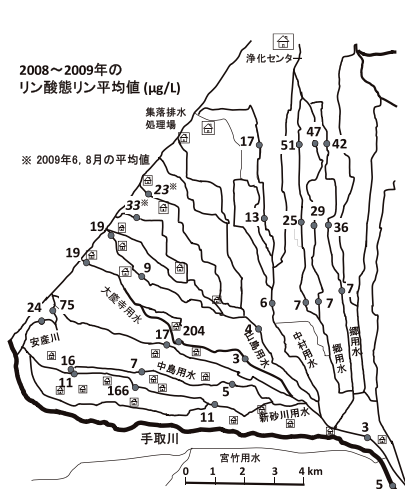 浄化センター
2008～2009年の
リン酸態リン平均値 (µg/L)
集落排水
処理場
※ 2009年6, 8月の平均値
17
51
47
42
23※
33※
13
25
29
36
19
19
9
7
6
7
7
大慶寺用水
24
75
安産川
17
204
4
山島用水
中村用水
郷用水
郷用水
3
16
11
7
中島用水
166
5
11
新砂川用水
3
手取川
宮竹用水
0 1 2 3 4 km
5